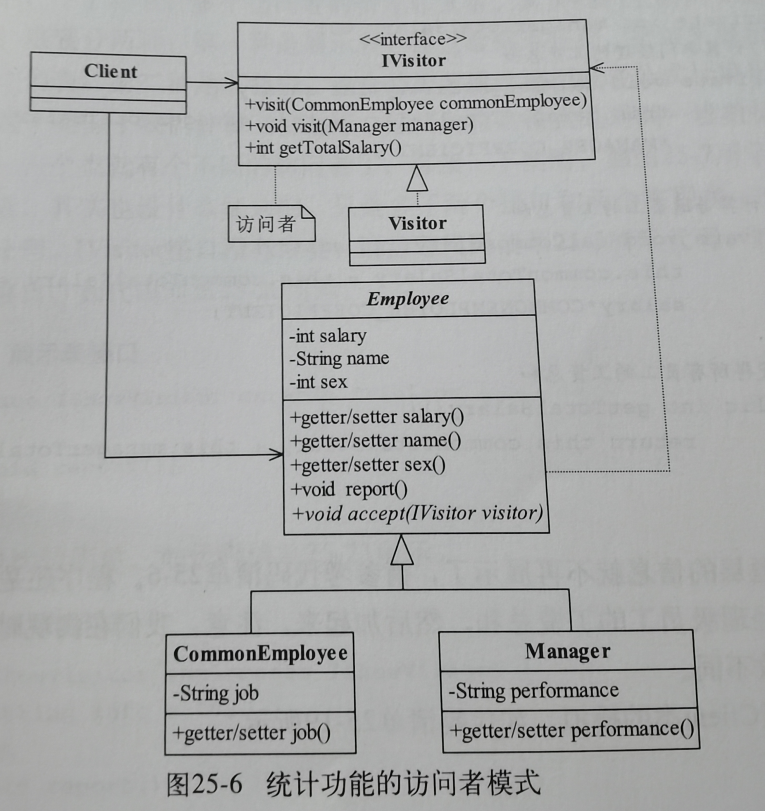 <<interface>>
IVisitor
Client
+visit(CommonEmployee commonEmployee)
+void visit(Manager manager)
+int getTotalSalary()
访问者
Visitor
Employee
-int salary
-String name
-int sex
+getter/setter salary()
+getter/setter name()
+getter/setter sex()
+void report()
+void accept(IVisitor visitor)
CommonEmployee
-String job
+getter/setter job()
Manager
-String performance
+getter/setter performance()
图25-6 统计功能的访问者模式